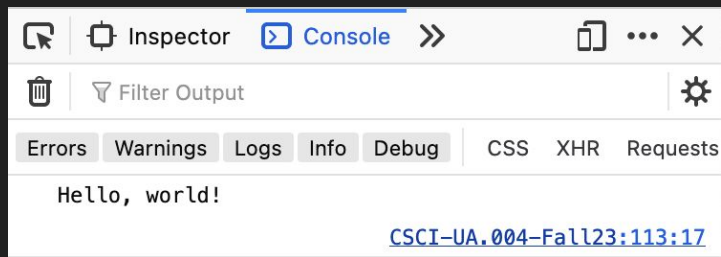 Inspector Console
Filter Output
Errors Warnings Logs Info Debug CSS XHR Requests
Hello, world!
CSCI-UA.004-Fall23:113:17